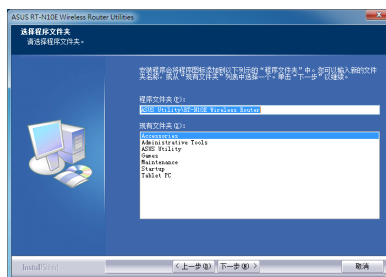 ASUS RT-N10E Wireless Router Utilities
选择程序文件夹
请选择程序文件夹。
安装程序会将程序图标添加到以下列示的“程序文件夹”中。您可以输入新的文件
夹名称，或从“现有文件夹”列表中选择一个。单击“下一步”以继续。
程序文件夹(P):
ASUS Utility\RT-N10E Wireless Router
现有文件夹(X):
Accessories
Administrative Tools
ASUS Utility
Games
Maintenance
Startup
Tablet PC
InstallShield
<上一步(B)
下一步(N)>
取消